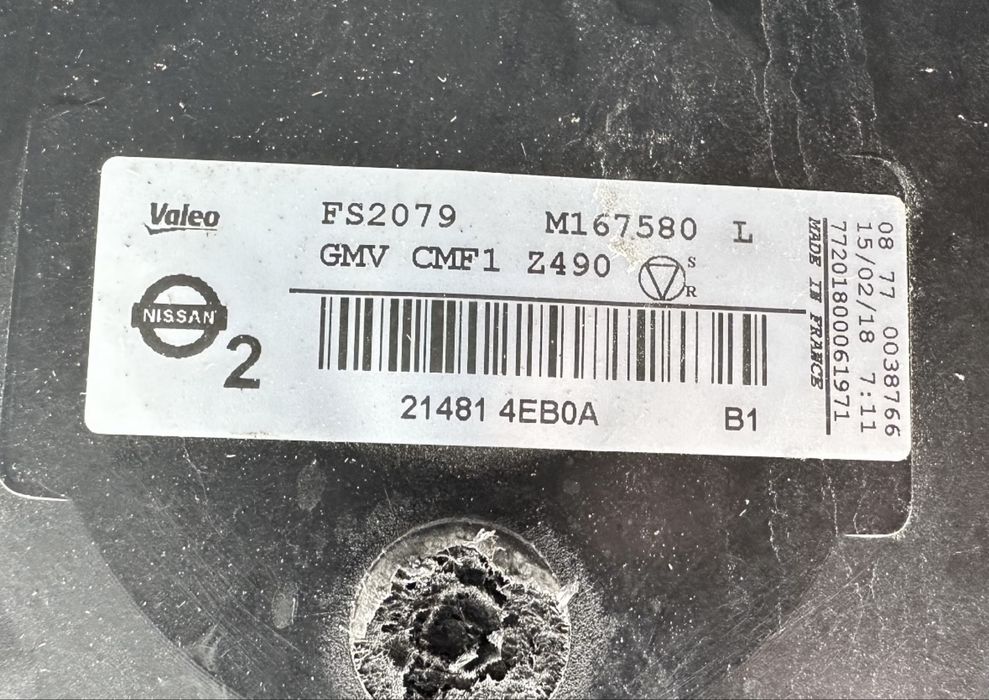 Valeo
FS2079 M167580 L
GMV CMF1 Z490
S
R
NISSAN
2
21481 4EB0A B1
MADE IN FRANCE
77201800061971
15/02/18 7:11
08 77 0038766